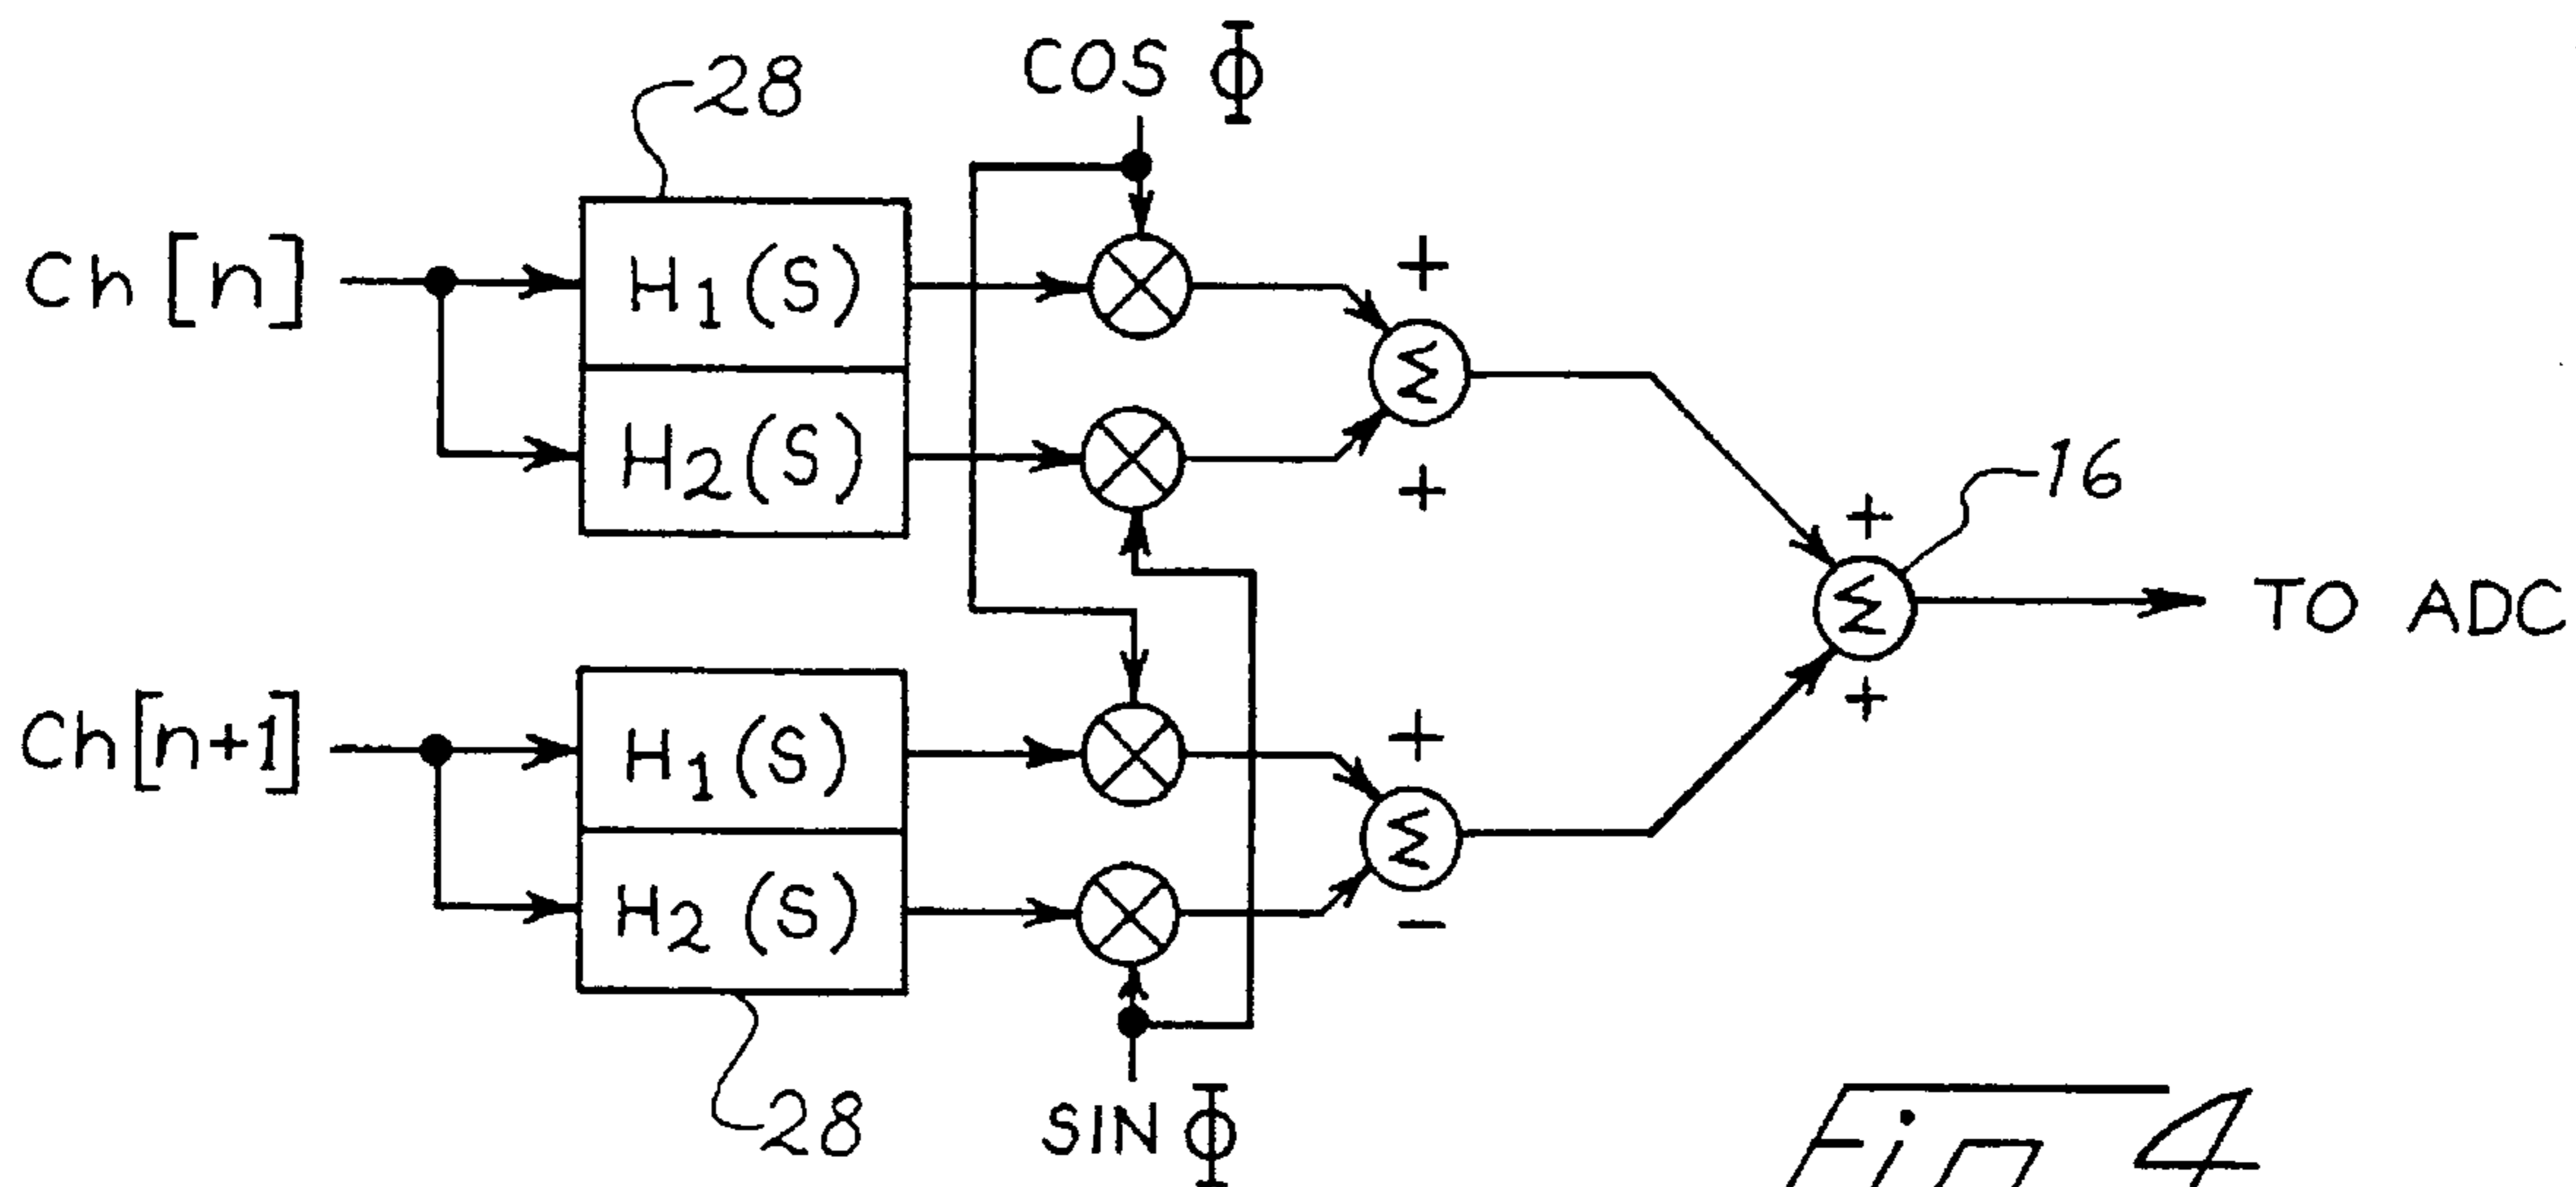 28
COS Φ
Ch [n]
H1(S)
+
H2(S)
Σ
+
16
+
Σ
TO ADC
+
Ch[n+1]
H1(S)
+
H2 (S)
Σ
−
28
SIN Φ
Fig 4